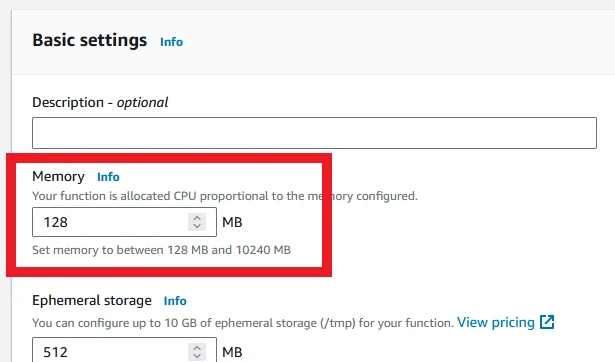 Basic settings Info
Description - optional
Memory Info
Your function is allocated CPU proportional to the memory configured.
128 MB
Set memory to between 128 MB and 10240 MB
Ephemeral storage Info
You can configure up to 10 GB of ephemeral storage (/tmp) for your function. View pricing
512 MB